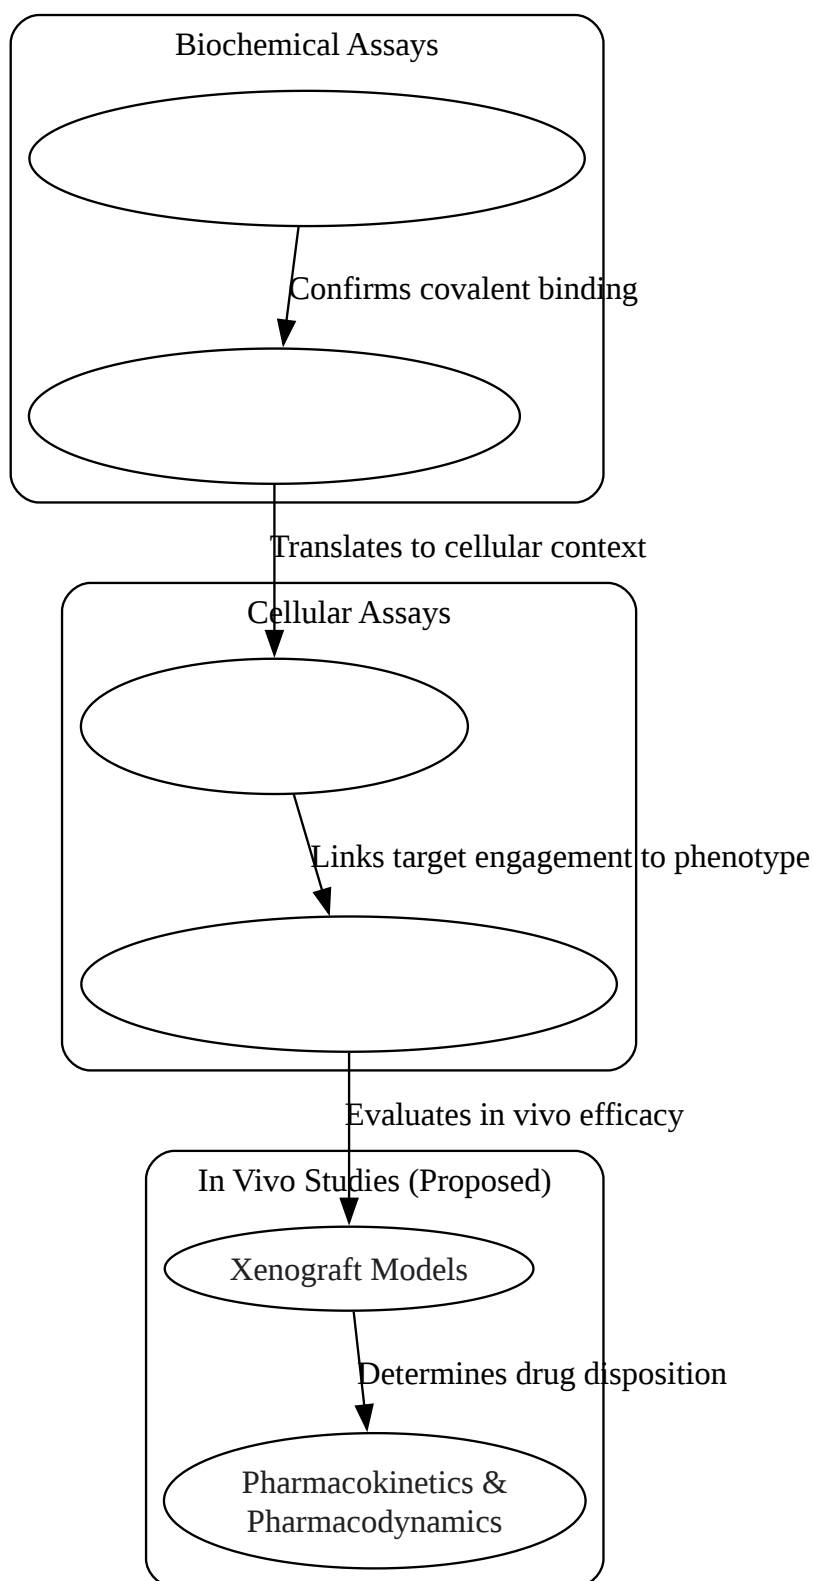 Biochemical Assays
Confirms covalent binding
Translates to cellular context
Cellular Assays
Links target engagement to phenotype
Evaluates in vivo efficacy
In Vivo Studies (Proposed)
Xenograft Models
Determines drug disposition
Pharmacokinetics &
Pharmacodynamics